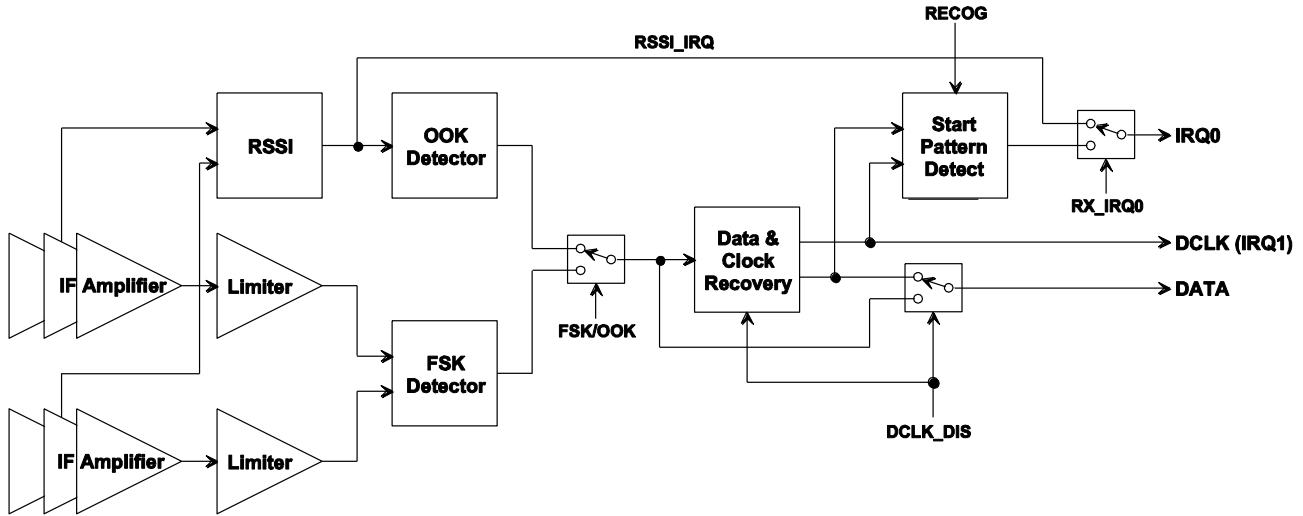 RECOG
RSSI_IRQ
RSSI
OOK
Detector
Start
Pattern
Detect
IRQ0
RX_IRQ0
IF Amplifier
Limiter
Data &
Clock
Recovery
DCLK (IRQ1)
DATA
FSK/OOK
FSK
Detector
DCLK_DIS
IF Amplifier
Limiter